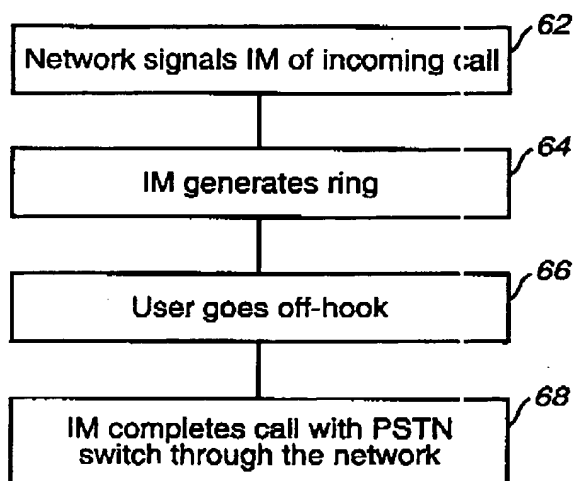 62
Network signals IM of incoming call
64
IM generates ring
66
User goes off-hook
68
IM completes call with PSTN
switch through the network